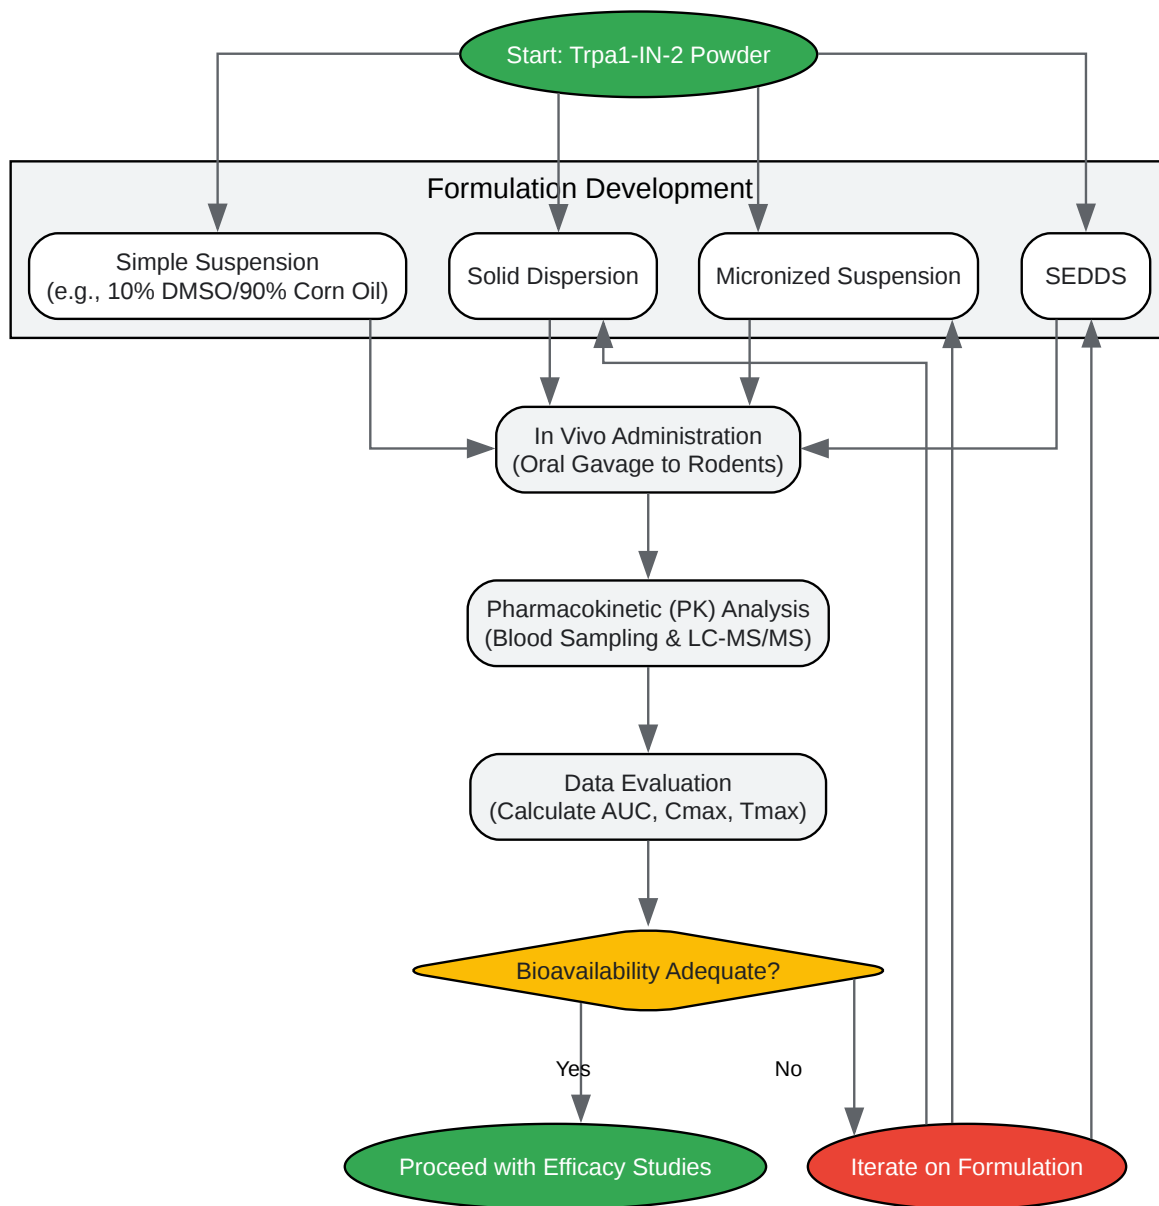 Start: Trpa1-IN-2 Powder
Formulation Development
Simple Suspension
(e.g., 10% DMSO/90% Corn Oil)
Solid Dispersion
Micronized Suspension
SEDDS
In Vivo Administration
(Oral Gavage to Rodents)
Pharmacokinetic (PK) Analysis
(Blood Sampling & LC-MS/MS)
Data Evaluation
(Calculate AUC, Cmax, Tmax)
Bioavailability Adequate?
Yes
No
Proceed with Efficacy Studies
Iterate on Formulation